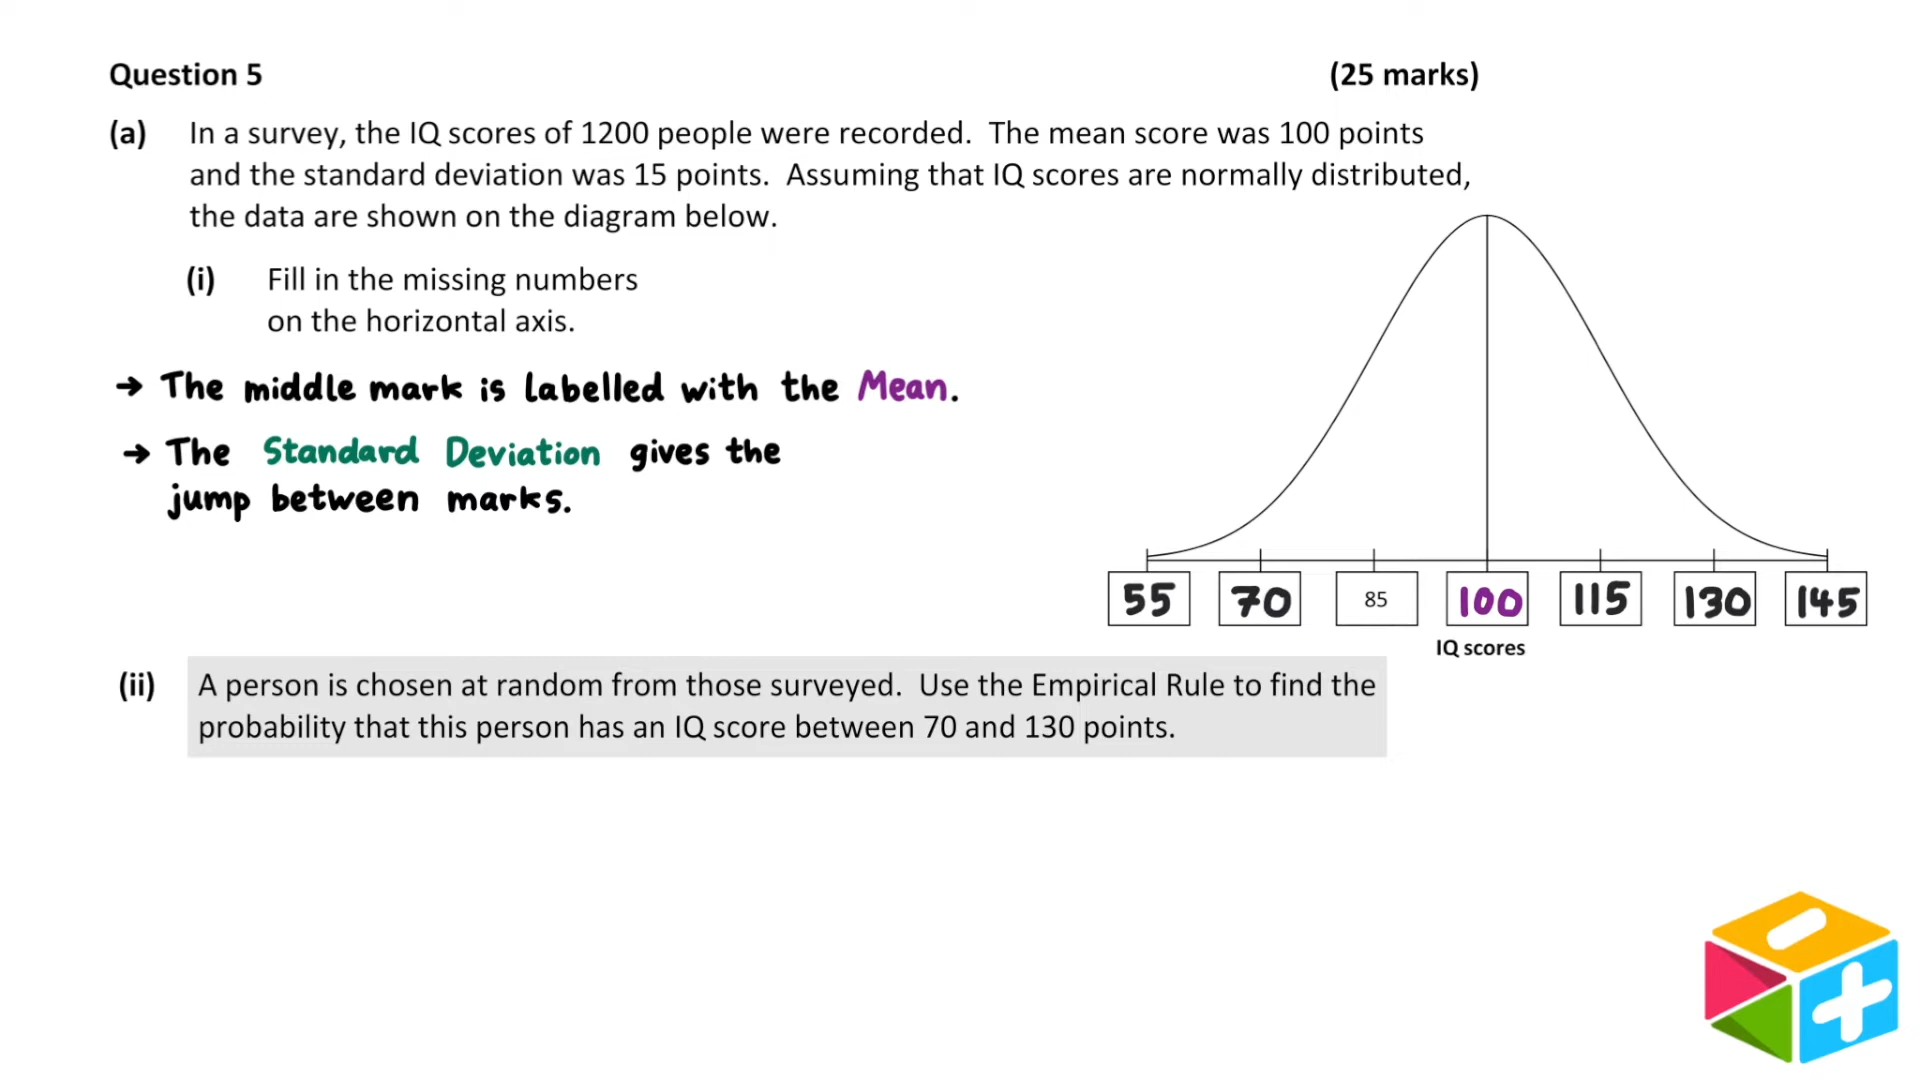 Question 5 (25 marks)
(a) In a survey, the IQ scores of 1200 people were recorded. The mean score was 100 points
and the standard deviation was 15 points. Assuming that IQ scores are normally distributed,
the data are shown on the diagram below.
(i) Fill in the missing numbers
on the horizontal axis.
→ The middle mark is labelled with the Mean.
→ The Standard Deviation gives the
jump between marks.
55 70 85 100 115 130 145
IQ scores
(ii) A person is chosen at random from those surveyed. Use the Empirical Rule to find the
probability that this person has an IQ score between 70 and 130 points.